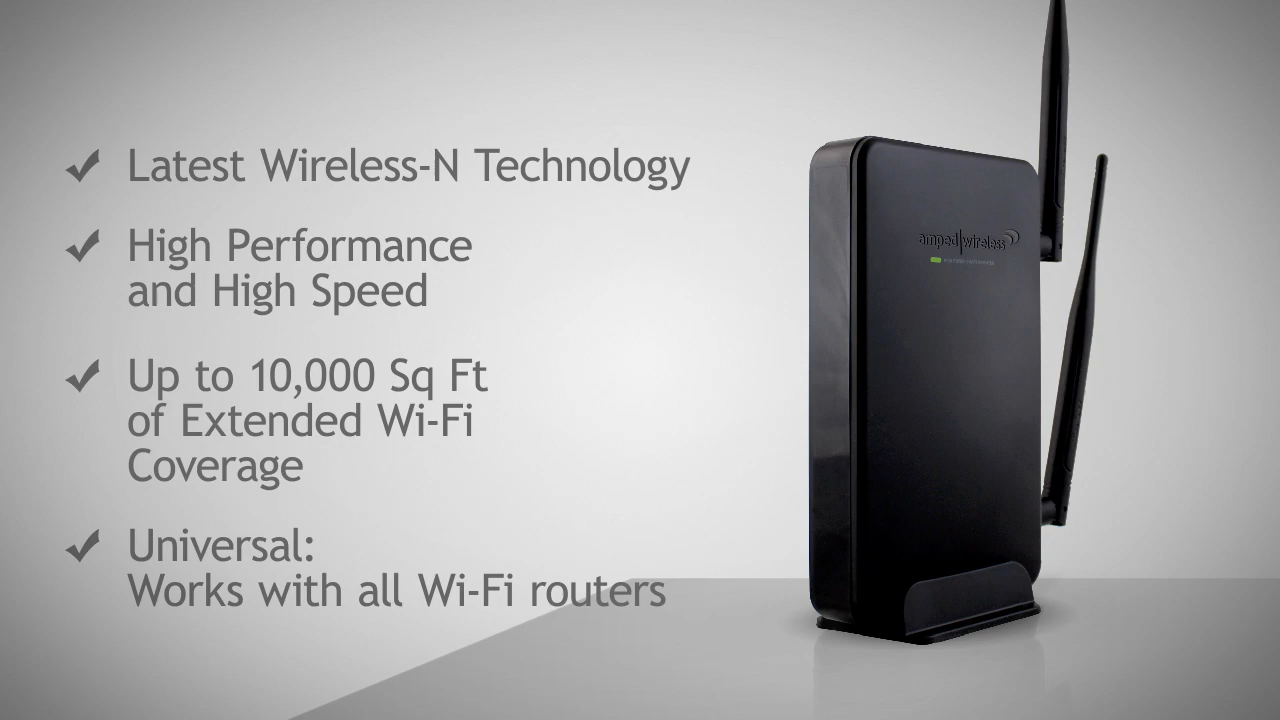 Latest Wireless-N Technology
High Performance
and High Speed
Up to 10,000 Sq Ft
of Extended Wi-Fi
Coverage
Universal:
Works with all Wi-Fi routers
amped|wireless